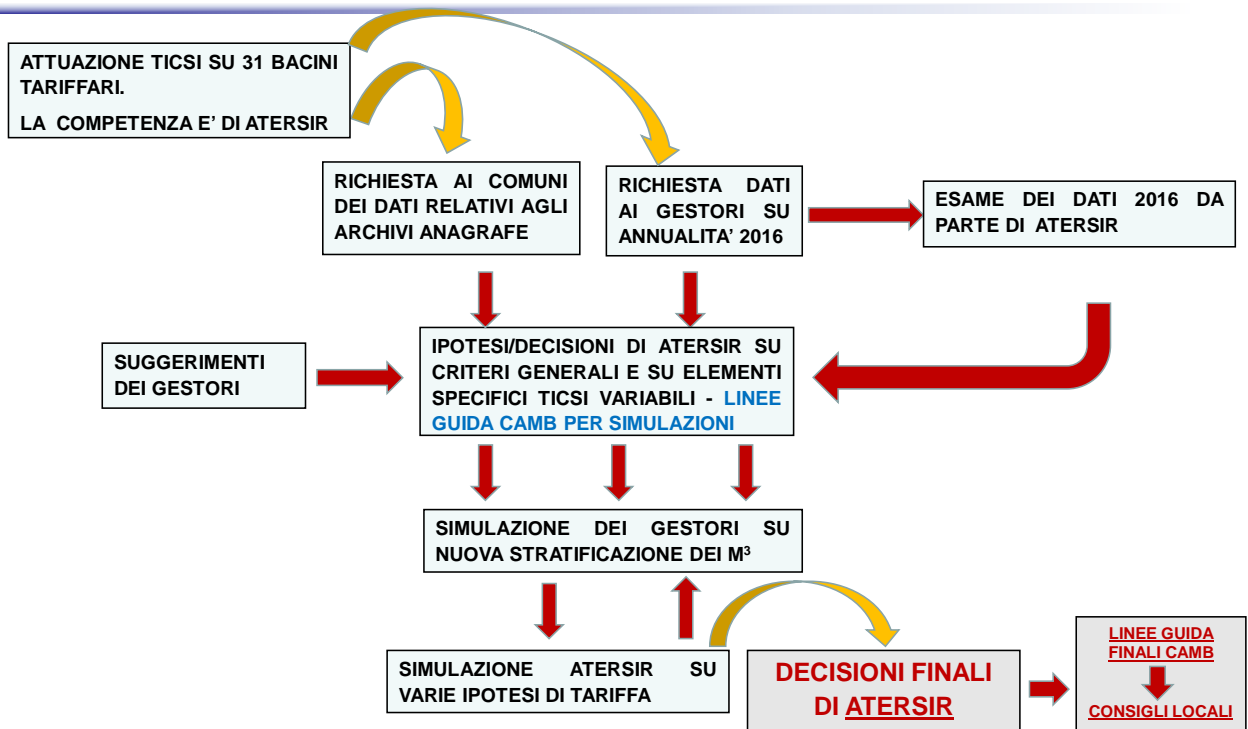 ATTUAZIONE TICSI SU 31 BACINI
TARIFFARI.
LA COMPETENZA E' DI ATERSIR
RICHIESTA AI COMUNI
DEI DATI RELATIVI AGLI
ARCHIVI ANAGRAFE
RICHIESTA DATI
AI GESTORI SU
ANNUALITA' 2016
ESAME DEI DATI 2016 DA
PARTE DI ATERSIR
SUGGERIMENTI
DEI GESTORI
IPOTESI/DECISIONI DI ATERSIR SU
CRITERI GENERALI E SU ELEMENTI
SPECIFICI TICSI VARIABILI - LINEE
GUIDA CAMB PER SIMULAZIONI
SIMULAZIONE DEI GESTORI SU
NUOVA STRATIFICAZIONE DEI M³
SIMULAZIONE ATERSIR SU
VARIE IPOTESI DI TARIFFA
DECISIONI FINALI
DI ATERSIR
LINEE GUIDA
FINALI CAMB
CONSIGLI LOCALI